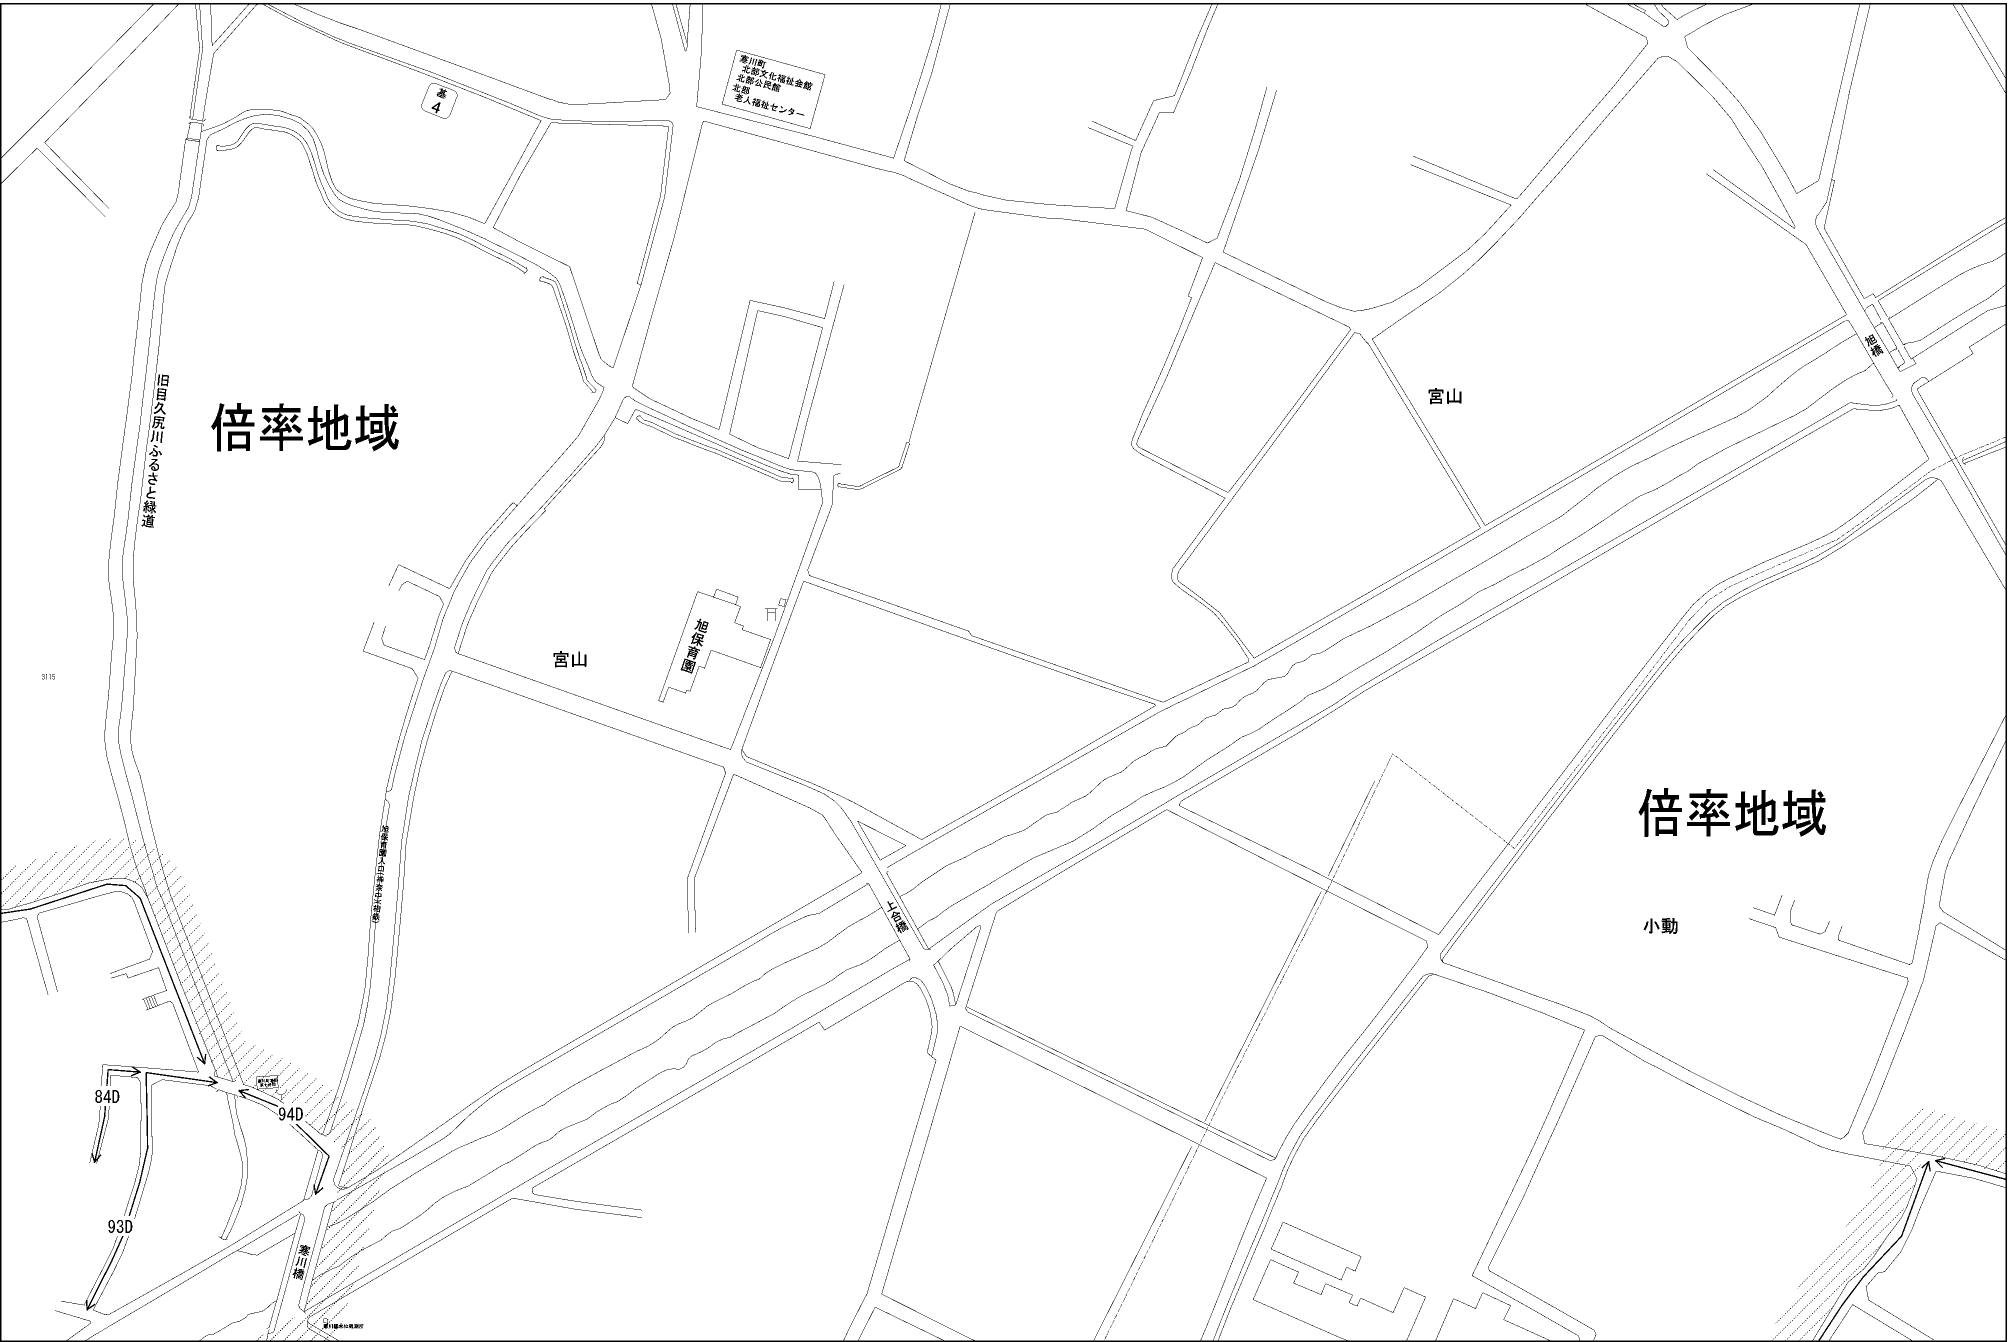 寒川町
北部文化福祉会館
北部公民館
北部
老人福祉センター
基
4
旭橋
宮山
倍率地域
旧目久尻川ふるさと緑道
旭保育園
宮山
3115
倍率地域
小動
上合橋
84D
94D
93D
寒川橋